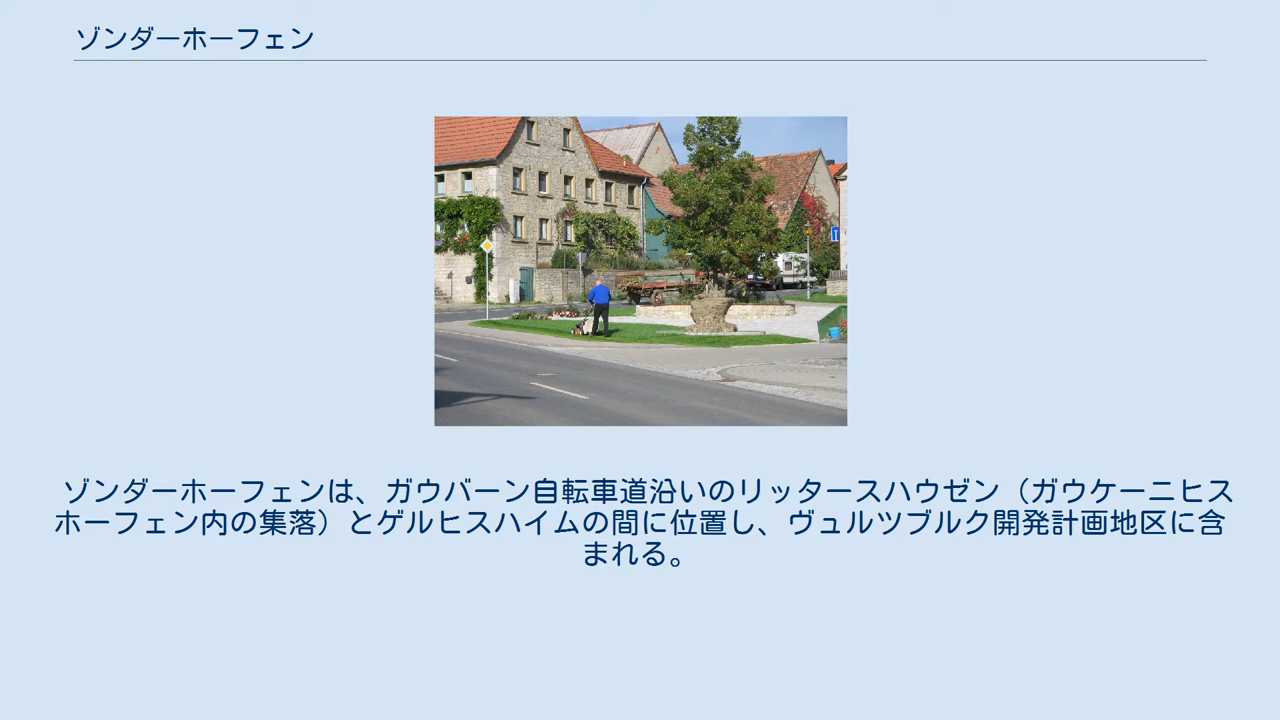 ゾンダーホーフェン
ゾンダーホーフェンは、ガウバーン自転車道沿いのリッタースハウゼン（ガウケーニヒス
ホーフェン内の集落）とゲルヒスハイムの間に位置し、ヴュルツブルク開発計画地区に含
まれる。